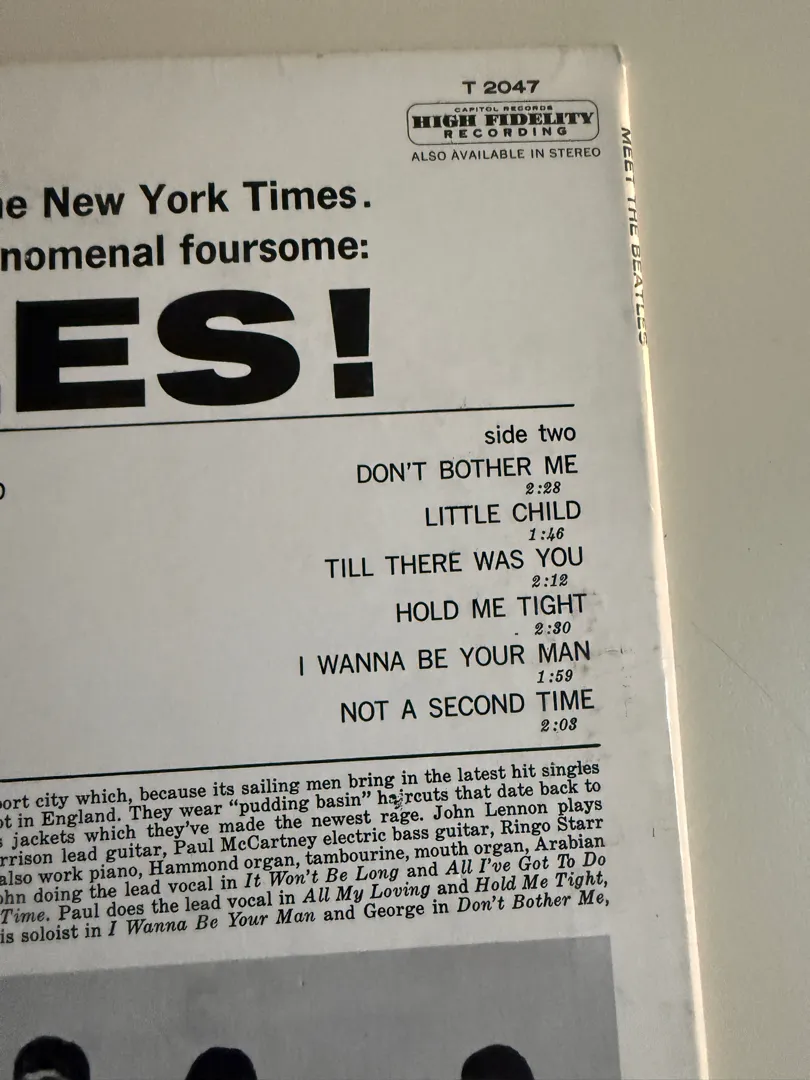 T 2047
CAPITOL RECORDS
HIGH FIDELITY
RECORDING
ALSO AVAILABLE IN STEREO
MEET THE BEATLES
New York Times.
foursome:
ES!
side two
DON'T BOTHER ME
2:28
LITTLE CHILD
1:46
TILL THERE WAS YOU
2:12
HOLD ME TIGHT
2:30
I WANNA BE YOUR MAN
1:59
NOT A SECOND TIME
2:03
city which, because its sailing men bring in the latest hit singles
in England. They wear “pudding basin” haircuts that date back to
jackets which they've made the newest rage. John Lennon plays
lead guitar, Paul McCartney electric bass guitar, Ringo Starr
also work piano, Hammond organ, tambourine, mouth organ, Arabian
doing the lead vocal in It Won't Be Long and All I've Got To Do
Time. Paul does the lead vocal in All My Loving and Hold Me Tight,
is soloist in I Wanna Be Your Man and George in Don't Bother Me,